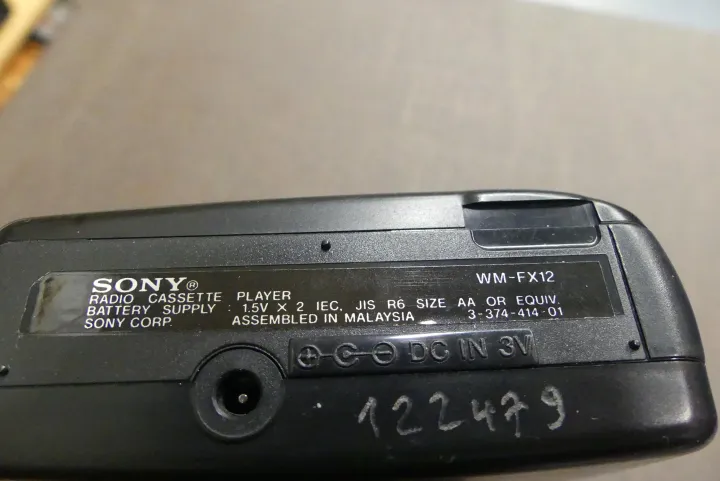 SONY® WM-FX12
RADIO CASSETTE PLAYER
BATTERY SUPPLY : 1.5V X 2 IEC, JIS R6 SIZE AA OR EQUIV.
SONY CORP. ASSEMBLED IN MALAYSIA 3-374-414-01
DC IN 3V
122479